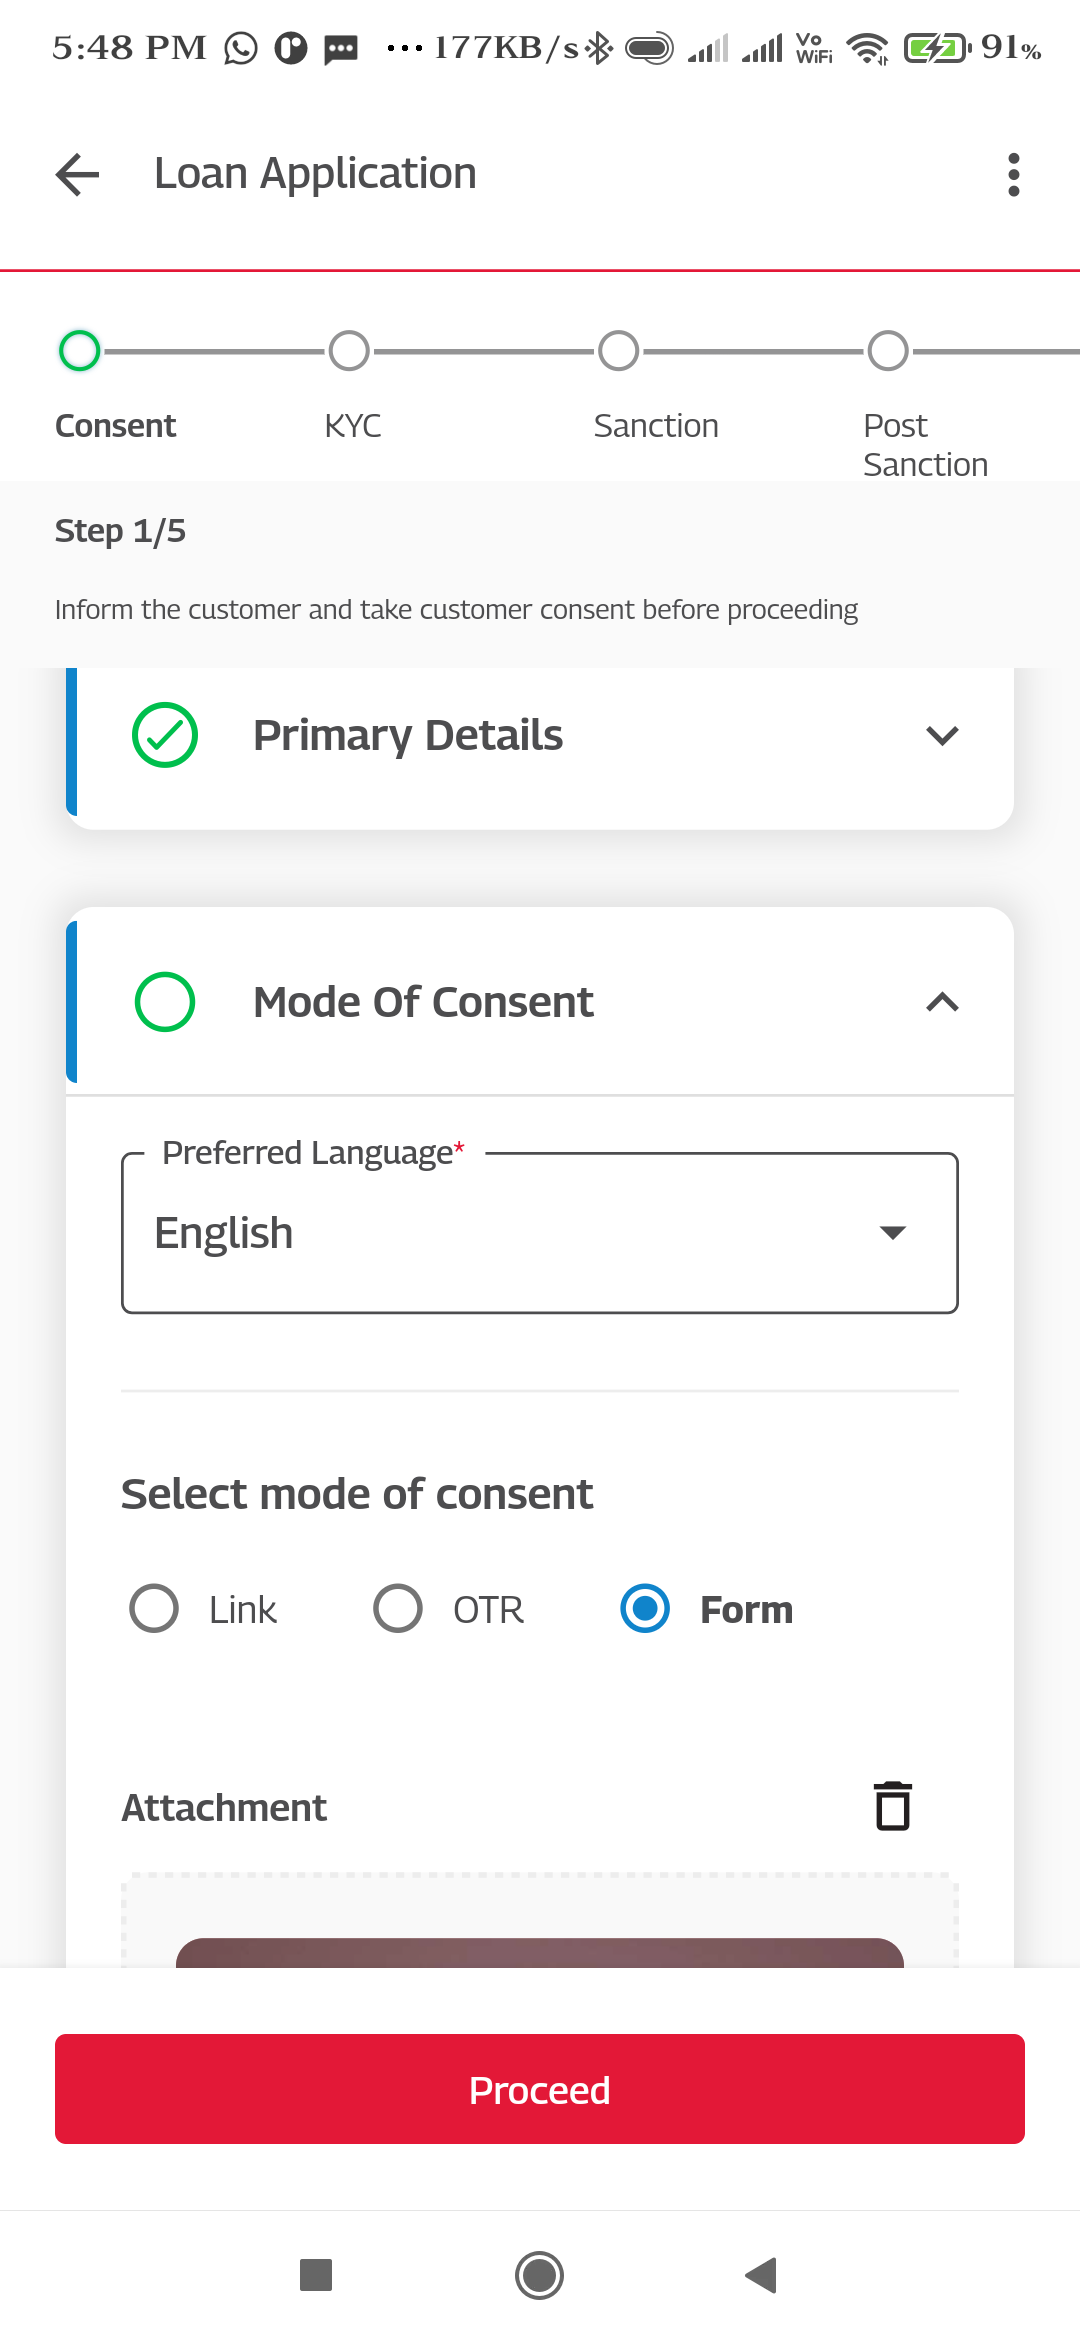 5:48 PM ... 177KB/s Vo WiFi 91%
Loan Application
Consent KYC Sanction Post Sanction
Step 1/5
Inform the customer and take customer consent before proceeding
Primary Details
Mode Of Consent
Preferred Language*
English
Select mode of consent
Link OTR Form
Attachment
Proceed